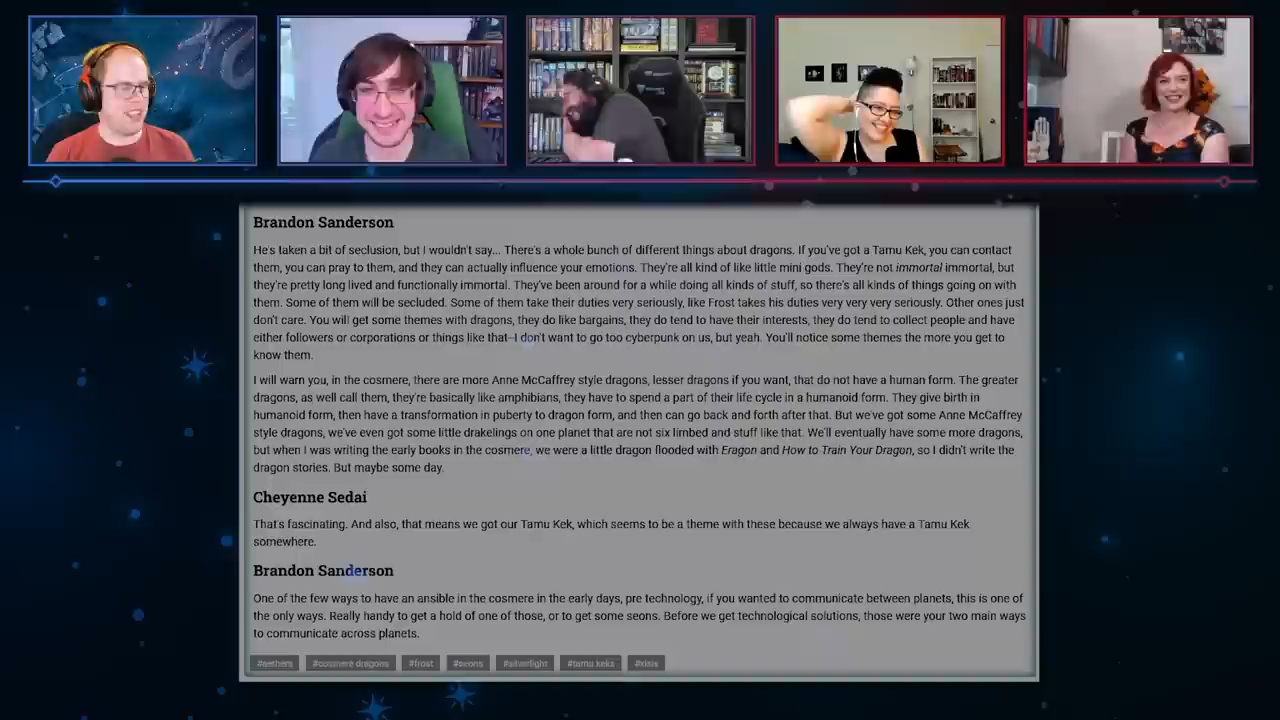 Brandon Sanderson
He's taken a bit of seclusion, but I wouldn't say... There's a whole bunch of different things about dragons. If you've got a Tamu Kek, you can contact
them, you can pray to them, and they can actually influence your emotions. They're all kind of like little mini gods. They're not immortal immortal, but
they're pretty long lived and functionally immortal. They've been around for a while doing all kinds of stuff, so there's all kinds of things going on with
them. Some of them will be secluded. Some of them take their duties very seriously, like Frost takes his duties very very very seriously. Other ones just
don't care. You will get some themes with dragons, they do like bargains, they do tend to have their interests, they do tend to collect people and have
either followers or corporations or things like that—I don't want to go too cyberpunk on us, but yeah. You'll notice some themes the more you get to
know them.
I will warn you, in the cosmere, there are more Anne McCaffrey style dragons, lesser dragons if you want, that do not have a human form. The greater
dragons, as well call them, they're basically like amphibians, they have to spend a part of their life cycle in a humanoid form. They give birth in
humanoid form, then have a transformation in puberty to dragon form, and then can go back and forth after that. But we've got some Anne McCaffrey
style dragons, we've even got some little drakelings on one planet that are not six limbed and stuff like that. We'll eventually have some more dragons,
but when I was writing the early books in the cosmere, we were a little dragon flooded with Eragon and How to Train Your Dragon, so I didn't write the
dragon stories. But maybe some day.
Cheyenne Sedai
That's fascinating. And also, that means we got our Tamu Kek, which seems to be a theme with these because we always have a Tamu Kek
somewhere.
Brandon Sanderson
One of the few ways to have an ansible in the cosmere in the early days, pre technology, if you wanted to communicate between planets, this is one of
the only ways. Really handy to get a hold of one of those, or to get some seons. Before we get technological solutions, those were your two main ways
to communicate across planets.
#aethers #cosmere dragons #frost #seons #silverlight #tamu keks #xisis